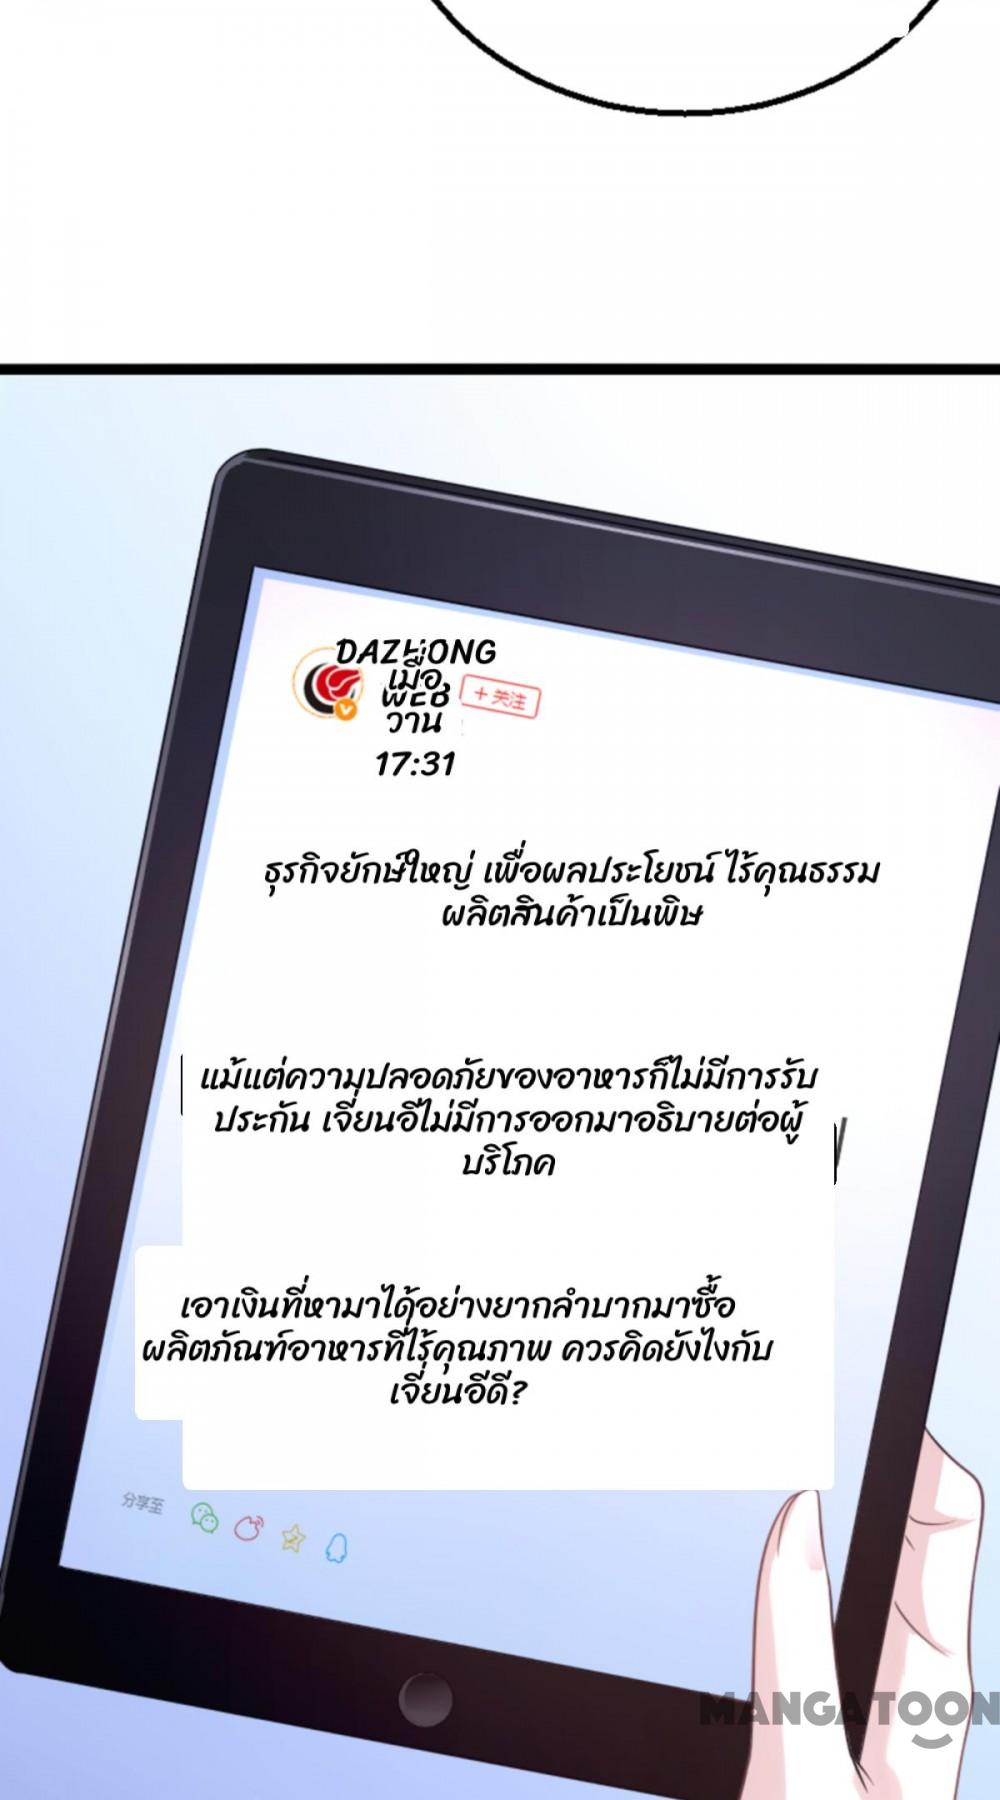 DAZHONG
เมื่อ
WEB
วาน
17:31
+关注
ธุรกิจยักษ์ใหญ่ เพื่อผลประโยชน์ ไร้คุณธรรม
ผลิตสินค้าเป็นพิษ
แม้แต่ความปลอดภัยของอาหารก็ไม่มีการรับ
ประกัน เจี่ยนอีไม่มีการออกมาอธิบายต่อผู้
บริโภค
เอาเงินที่หามาได้อย่างยากลำบากมาซื้อ
ผลิตภัณฑ์อาหารที่ไร้คุณภาพ ควรคิดยังไงกับ
เจี่ยนอีดี?
分享至
MANGATOON